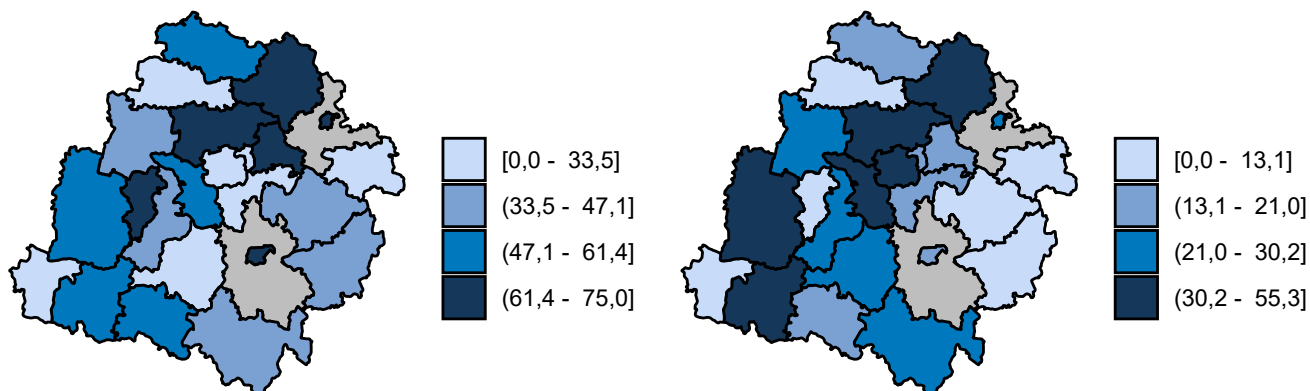 [0,0 - 33,5]
(33,5 - 47,1]
(47,1 - 61,4]
(61,4 - 75,0]
[0,0 - 13,1]
(13,1 - 21,0]
(21,0 - 30,2]
(30,2 - 55,3]